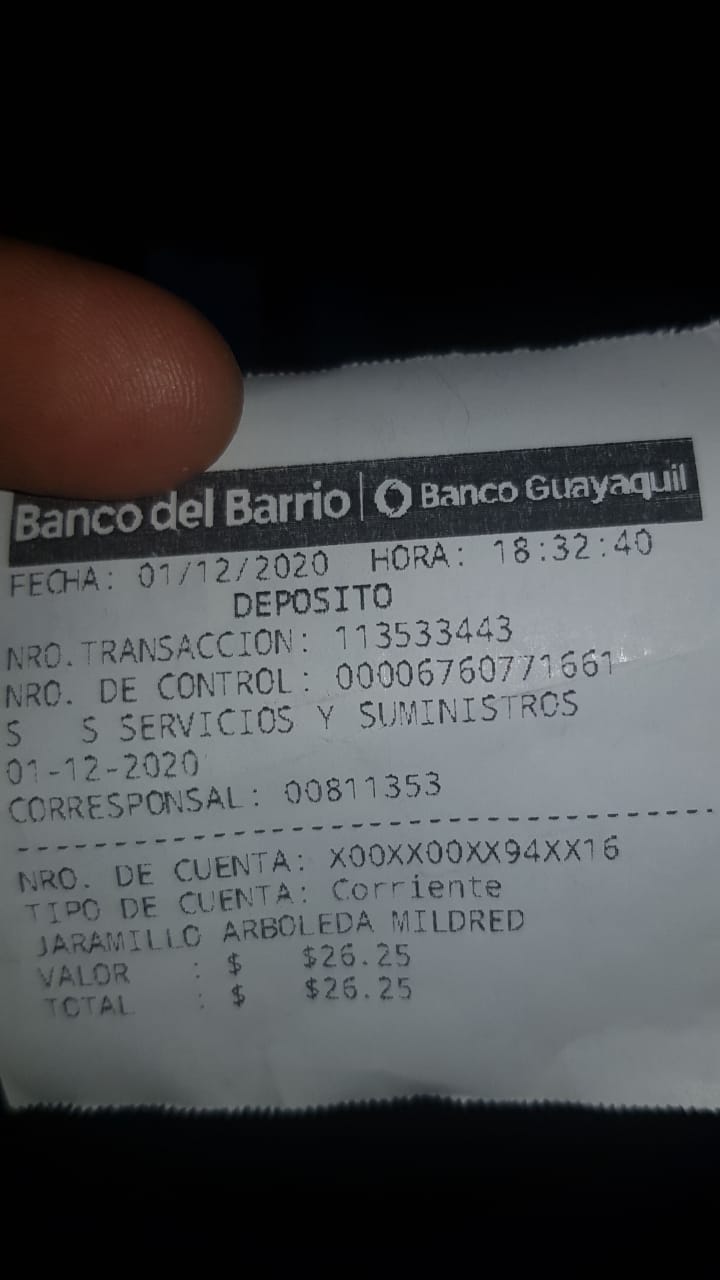 Banco del Barrio | Banco Guayaquil
FECHA: 01/12/2020 HORA: 18:32:40
DEPOSITO
NRO.TRANSACCION: 113533443
NRO. DE CONTROL: 00006760771661
S S SERVICIOS Y SUMINISTROS
01-12-2020
CORRESPONSAL: 00811353
NRO. DE CUENTA: X00XX00XX94XX16
TIPO DE CUENTA: Corriente
JARAMILLO ARBOLEDA MILDRED
VALOR : $ $26.25
TOTAL : $ $26.25